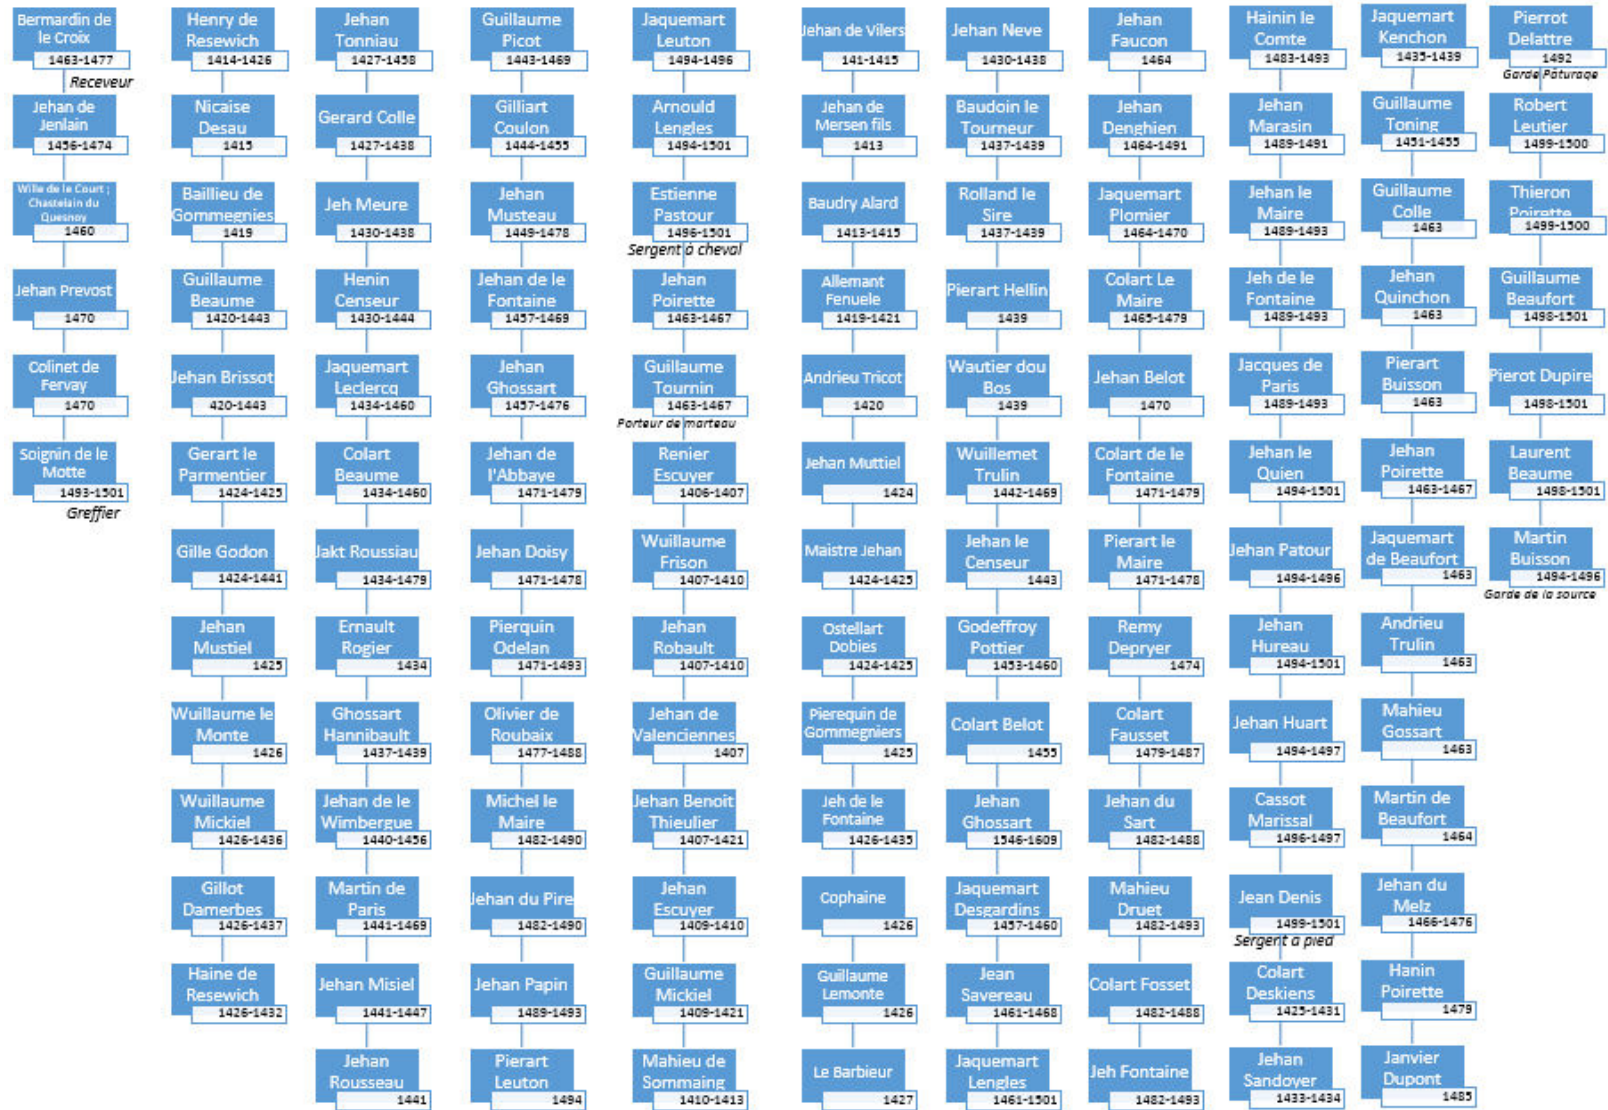 Bermardin de
le Croix
1463-1477
Receveur
Jehan de
Jenlain
1456-1474
Wille de le Court ;
Chastelain du
Quesnoy
1460
Jehan Prevost
1470
Colinet de
Fervay
1470
Soignin de le
Motte
1493-1501
Greffier
Henry de
Resewich
1414-1426
Nicaise
Desau
1415
Baillieu de
Gommegnies
1419
Guillaume
Beaume
1420-1443
Jehan Brissot
420-1443
Gerart le
Parmentier
1424-1425
Gille Godon
1424-1441
Jehan
Mustiel
1425
Wuillaume le
Monte
1426
Wuillaume
Mickiel
1426-1436
Gillot
Damerbes
1426-1437
Haine de
Resewich
1426-1432
Jehan
Tonniau
1427-1458
Gerard Colle
1427-1438
Jeh Meure
1430-1438
Henin
Censeur
1430-1444
Jaquemart
Leclercq
1434-1460
Colart
Beaume
1434-1460
Jakt Roussiau
1434-1479
Ernault
Rogier
1434
Ghossart
Hannibault
1437-1439
Jehan de le
Wimbergue
1440-1456
Martin de
Paris
1441-1469
Jehan Misiel
1441-1447
Jehan
Rousseau
1441
Guillaume
Picot
1443-1469
Gilliart
Coulon
1444-1455
Jehan
Musteau
1449-1478
Jehan de le
Fontaine
1457-1469
Jehan
Ghossart
1457-1476
Jehan de
l'Abbaye
1471-1479
Jehan Doisy
1471-1478
Pierquin
Odelan
1471-1493
Olivier de
Roubaix
1477-1488
Michel le
Maire
1482-1490
Jehan du Pire
1482-1490
Jehan Papin
1489-1493
Pierart
Leuton
1494
Jaquemart
Leuton
1494-1496
Arnould
Lengles
1494-1501
Estienne
Pastour
1496-1501
Sergent à cheval
Jehan
Poirette
1463-1467
Guillaume
Tournin
1463-1467
Porteur de marteau
Renier
Escuyer
1406-1407
Wuillaume
Frison
1407-1410
Jehan
Robault
1407-1410
Jehan de
Valenciennes
1407
Jehan Benoit
Thieulier
1407-1421
Jehan
Escuyer
1409-1410
Guillaume
Mickiel
1409-1421
Mahieu de
Sommaing
1410-1413
Jehan de Vilers
141-1415
Jehan de
Mersen fils
1413
Baudry Alard
1413-1415
Allemant
Fenuele
1419-1421
Andrieu Tricot
1420
Jehan Muttiel
1424
Maistre Jehan
1424-1425
Ostellart
Dobies
1424-1425
Pierequin de
Gommegniers
1425
Jeh de le
Fontaine
1426-1435
Cophaine
1426
Guillaume
Lemonte
1426
Le Barbieur
1427
Jehan Neve
1430-1438
Baudoin le
Tourneur
1437-1439
Rolland le
Sire
1437-1439
Pierart Hellin
1439
Wautier dou
Bos
1439
Wuillemet
Trulin
1442-1469
Jehan le
Censeur
1443
Godeffroy
Pottier
1453-1460
Colart Belot
1455
Jehan
Ghossart
1546-1609
Jaquemart
Desgardins
1457-1460
Jean
Savereau
1461-1468
Jaquemart
Lengles
1461-1501
Jehan
Faucon
1464
Jehan
Denghien
1464-1491
Jaquemart
Plomier
1464-1470
Colart Le
Maire
1465-1479
Jehan Belot
1470
Colart de le
Fontaine
1471-1479
Pierart le
Maire
1471-1478
Remy
Depryer
1474
Colart
Fausset
1479-1487
Jehan du
Sart
1482-1488
Mahieu
Druet
1482-1493
Colart Fosset
1482-1488
Jeh Fontaine
1482-1493
Hainin le
Comte
1483-1493
Jehan
Marasin
1489-1491
Jehan le
Maire
1489-1493
Jeh de le
Fontaine
1489-1493
Jacques de
Paris
1489-1493
Jehan le
Quien
1494-1501
Jehan Patour
1494-1496
Jehan
Hureau
1494-1501
Jehan Huart
1494-1497
Cassot
Marissal
1496-1497
Jean Denis
1499-1501
Sergent a pied
Colart
Deskiens
1425-1431
Jehan
Sandoyer
1433-1434
Jaquemart
Kenchon
1435-1439
Guillaume
Toning
1451-1455
Guillaume
Colle
1463
Jehan
Quinchon
1463
Pierart
Buisson
1463
Jehan
Poirette
1463-1467
Jaquemart
de Beaufort
1463
Andrieu
Trulin
1463
Mahieu
Gossart
1463
Martin de
Beaufort
1464
Jehan du
Melz
1466-1476
Hanin
Poirette
1479
Janvier
Dupont
1485
Pierrot
Delattre
1492
Garde Pâturage
Robert
Leutier
1499-1500
Thieron
Poirette
1499-1500
Guillaume
Beaufort
1498-1501
Pierot Dupire
1498-1501
Laurent
Beaume
1498-1501
Martin
Buisson
1494-1496
Garde de la source